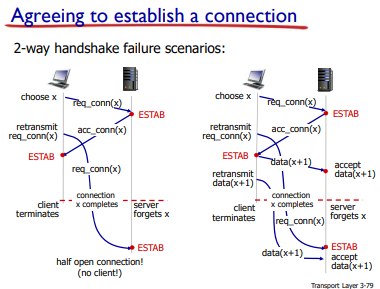 Agreeing to establish a connection
2-way handshake failure scenarios:
choose x
req_conn(x)
ESTAB
retransmit
req_conn(x)
acc_conn(x)
ESTAB
req_conn(x)
connection
x completes
client
terminates
server
forgets x
ESTAB
half open connection!
(no client!)
choose x
req_conn(x)
ESTAB
retransmit
req_conn(x)
acc_conn(x)
ESTAB
data(x+1)
accept
data(x+1)
retransmit
data(x+1)
connection
x completes
client
terminates
server
forgets x
req_conn(x)
ESTAB
data(x+1)
accept
data(x+1)
Transport Layer 3-79